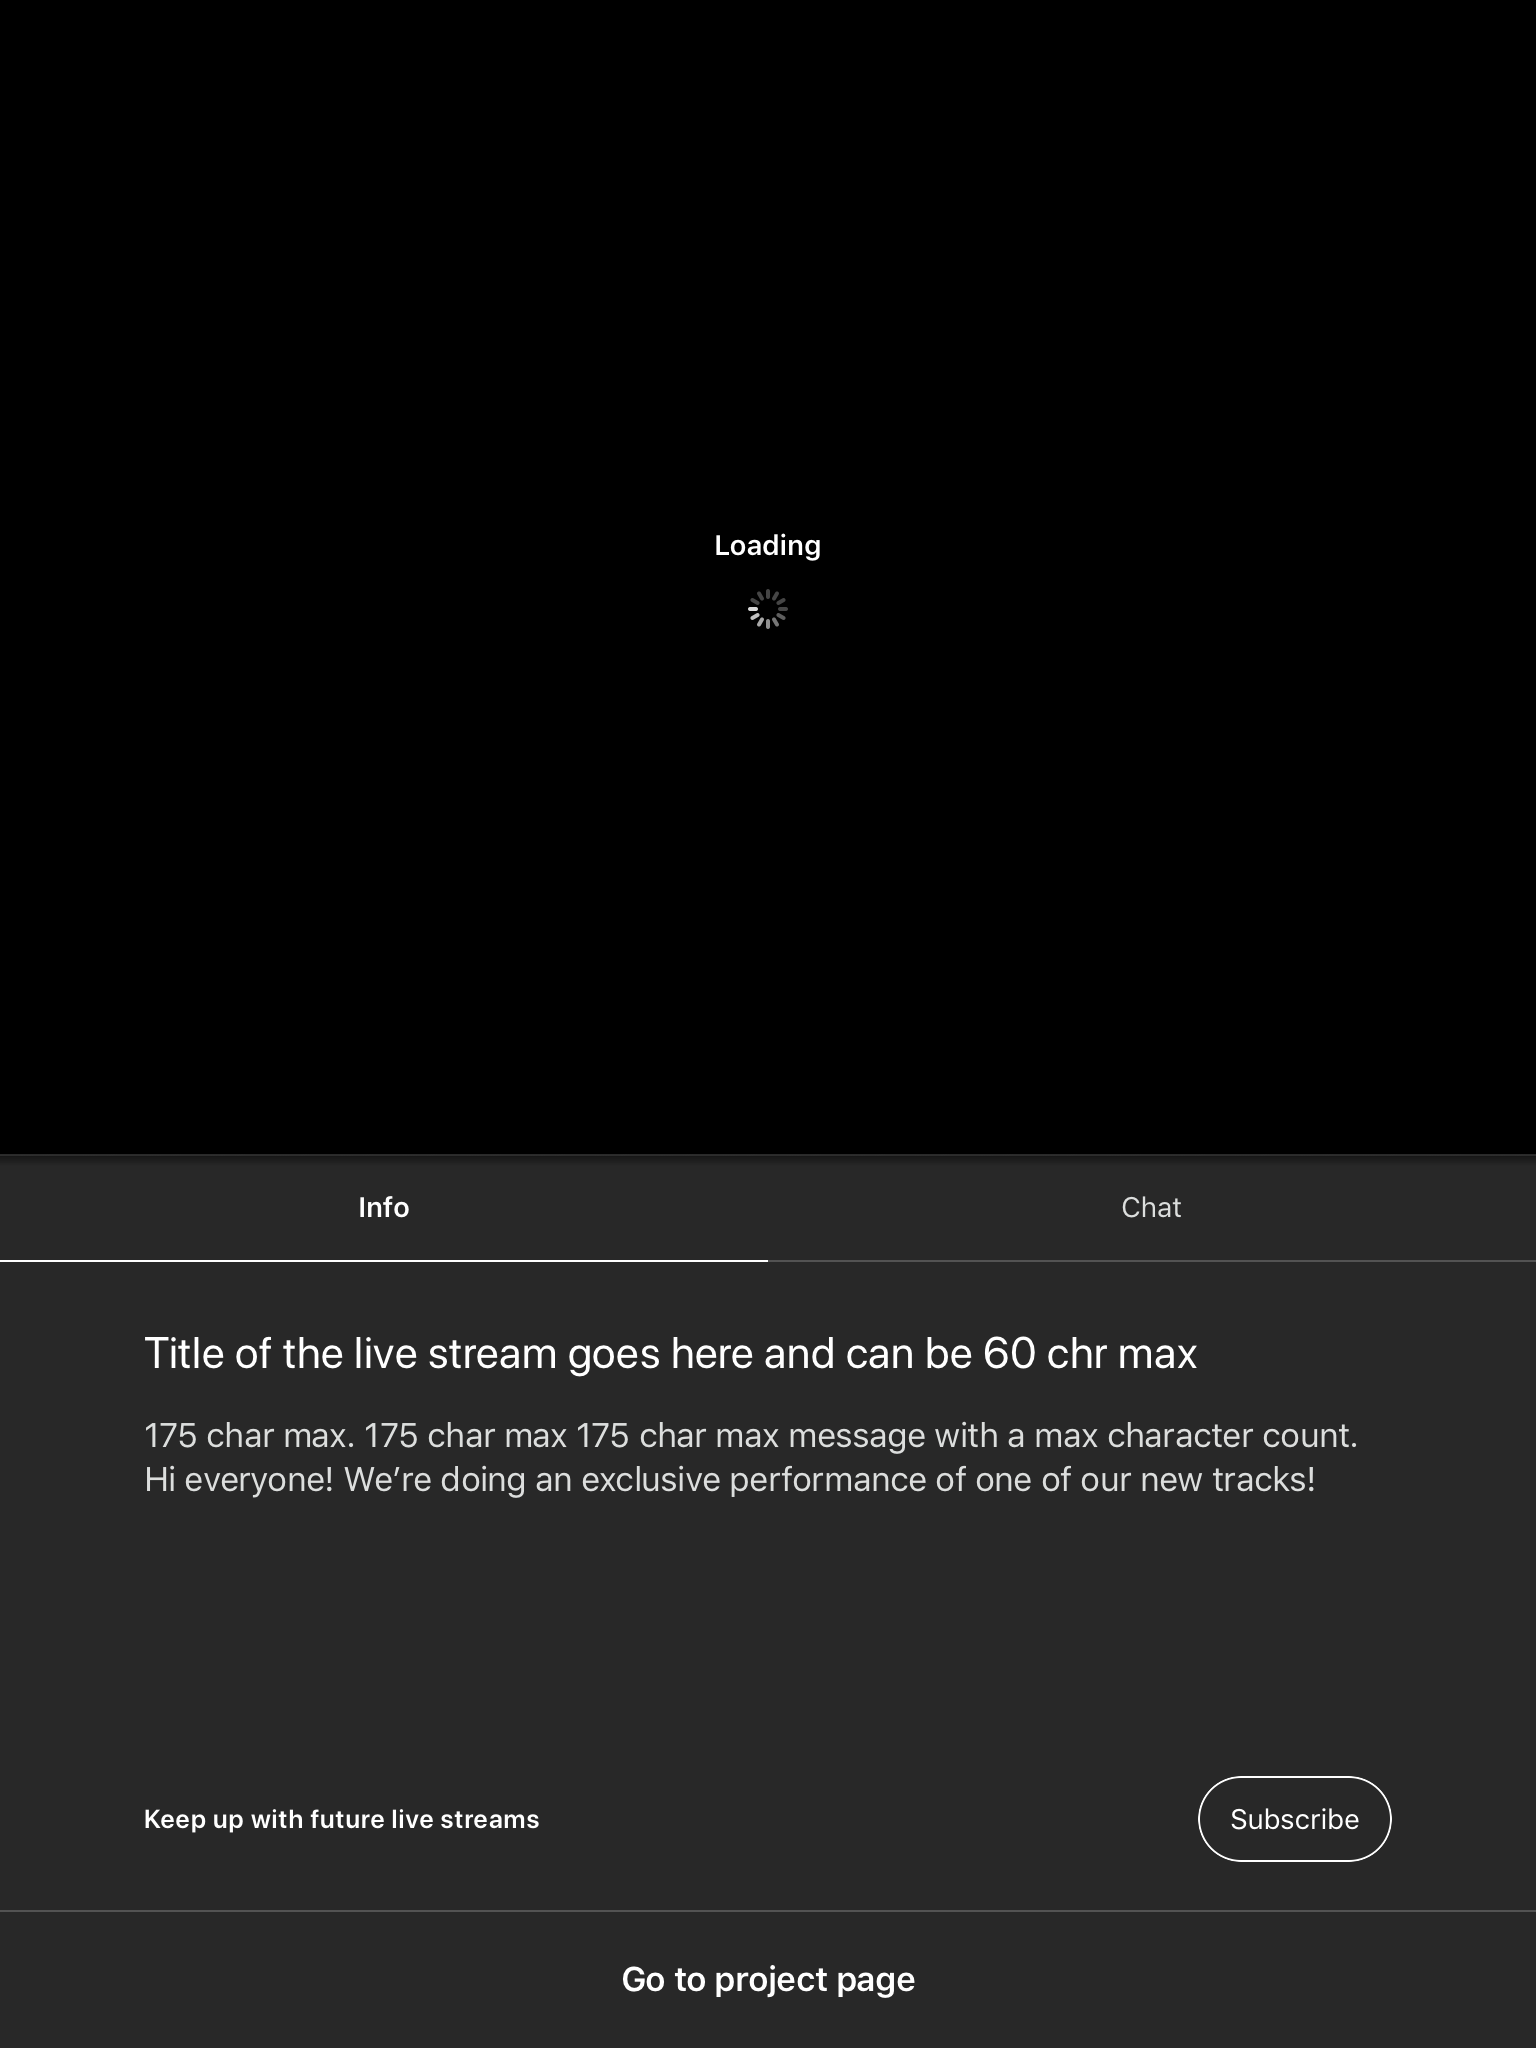 Loading
Info
Chat
Title of the live stream goes here and can be 60 chr max
175 char max. 175 char max 175 char max message with a max character count.
Hi everyone! We’re doing an exclusive performance of one of our new tracks!
Keep up with future live streams
Subscribe
Go to project page